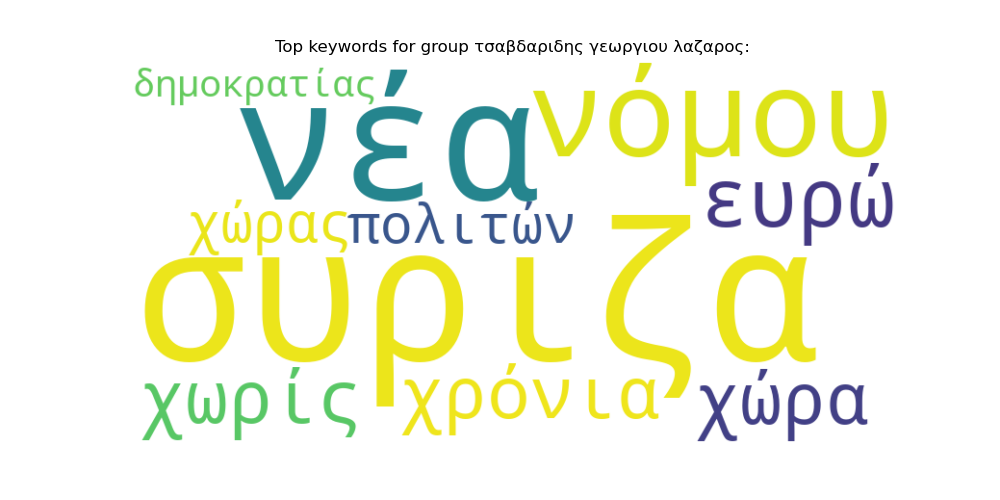 Top keywords for group τσαβδαριδης γεωργιου λαζαρος:
δημοκρατίας
νέα
νόμου
ευρώ
χώρας
πολιτών
συριζα
χωρίς
χρόνια
χώρα